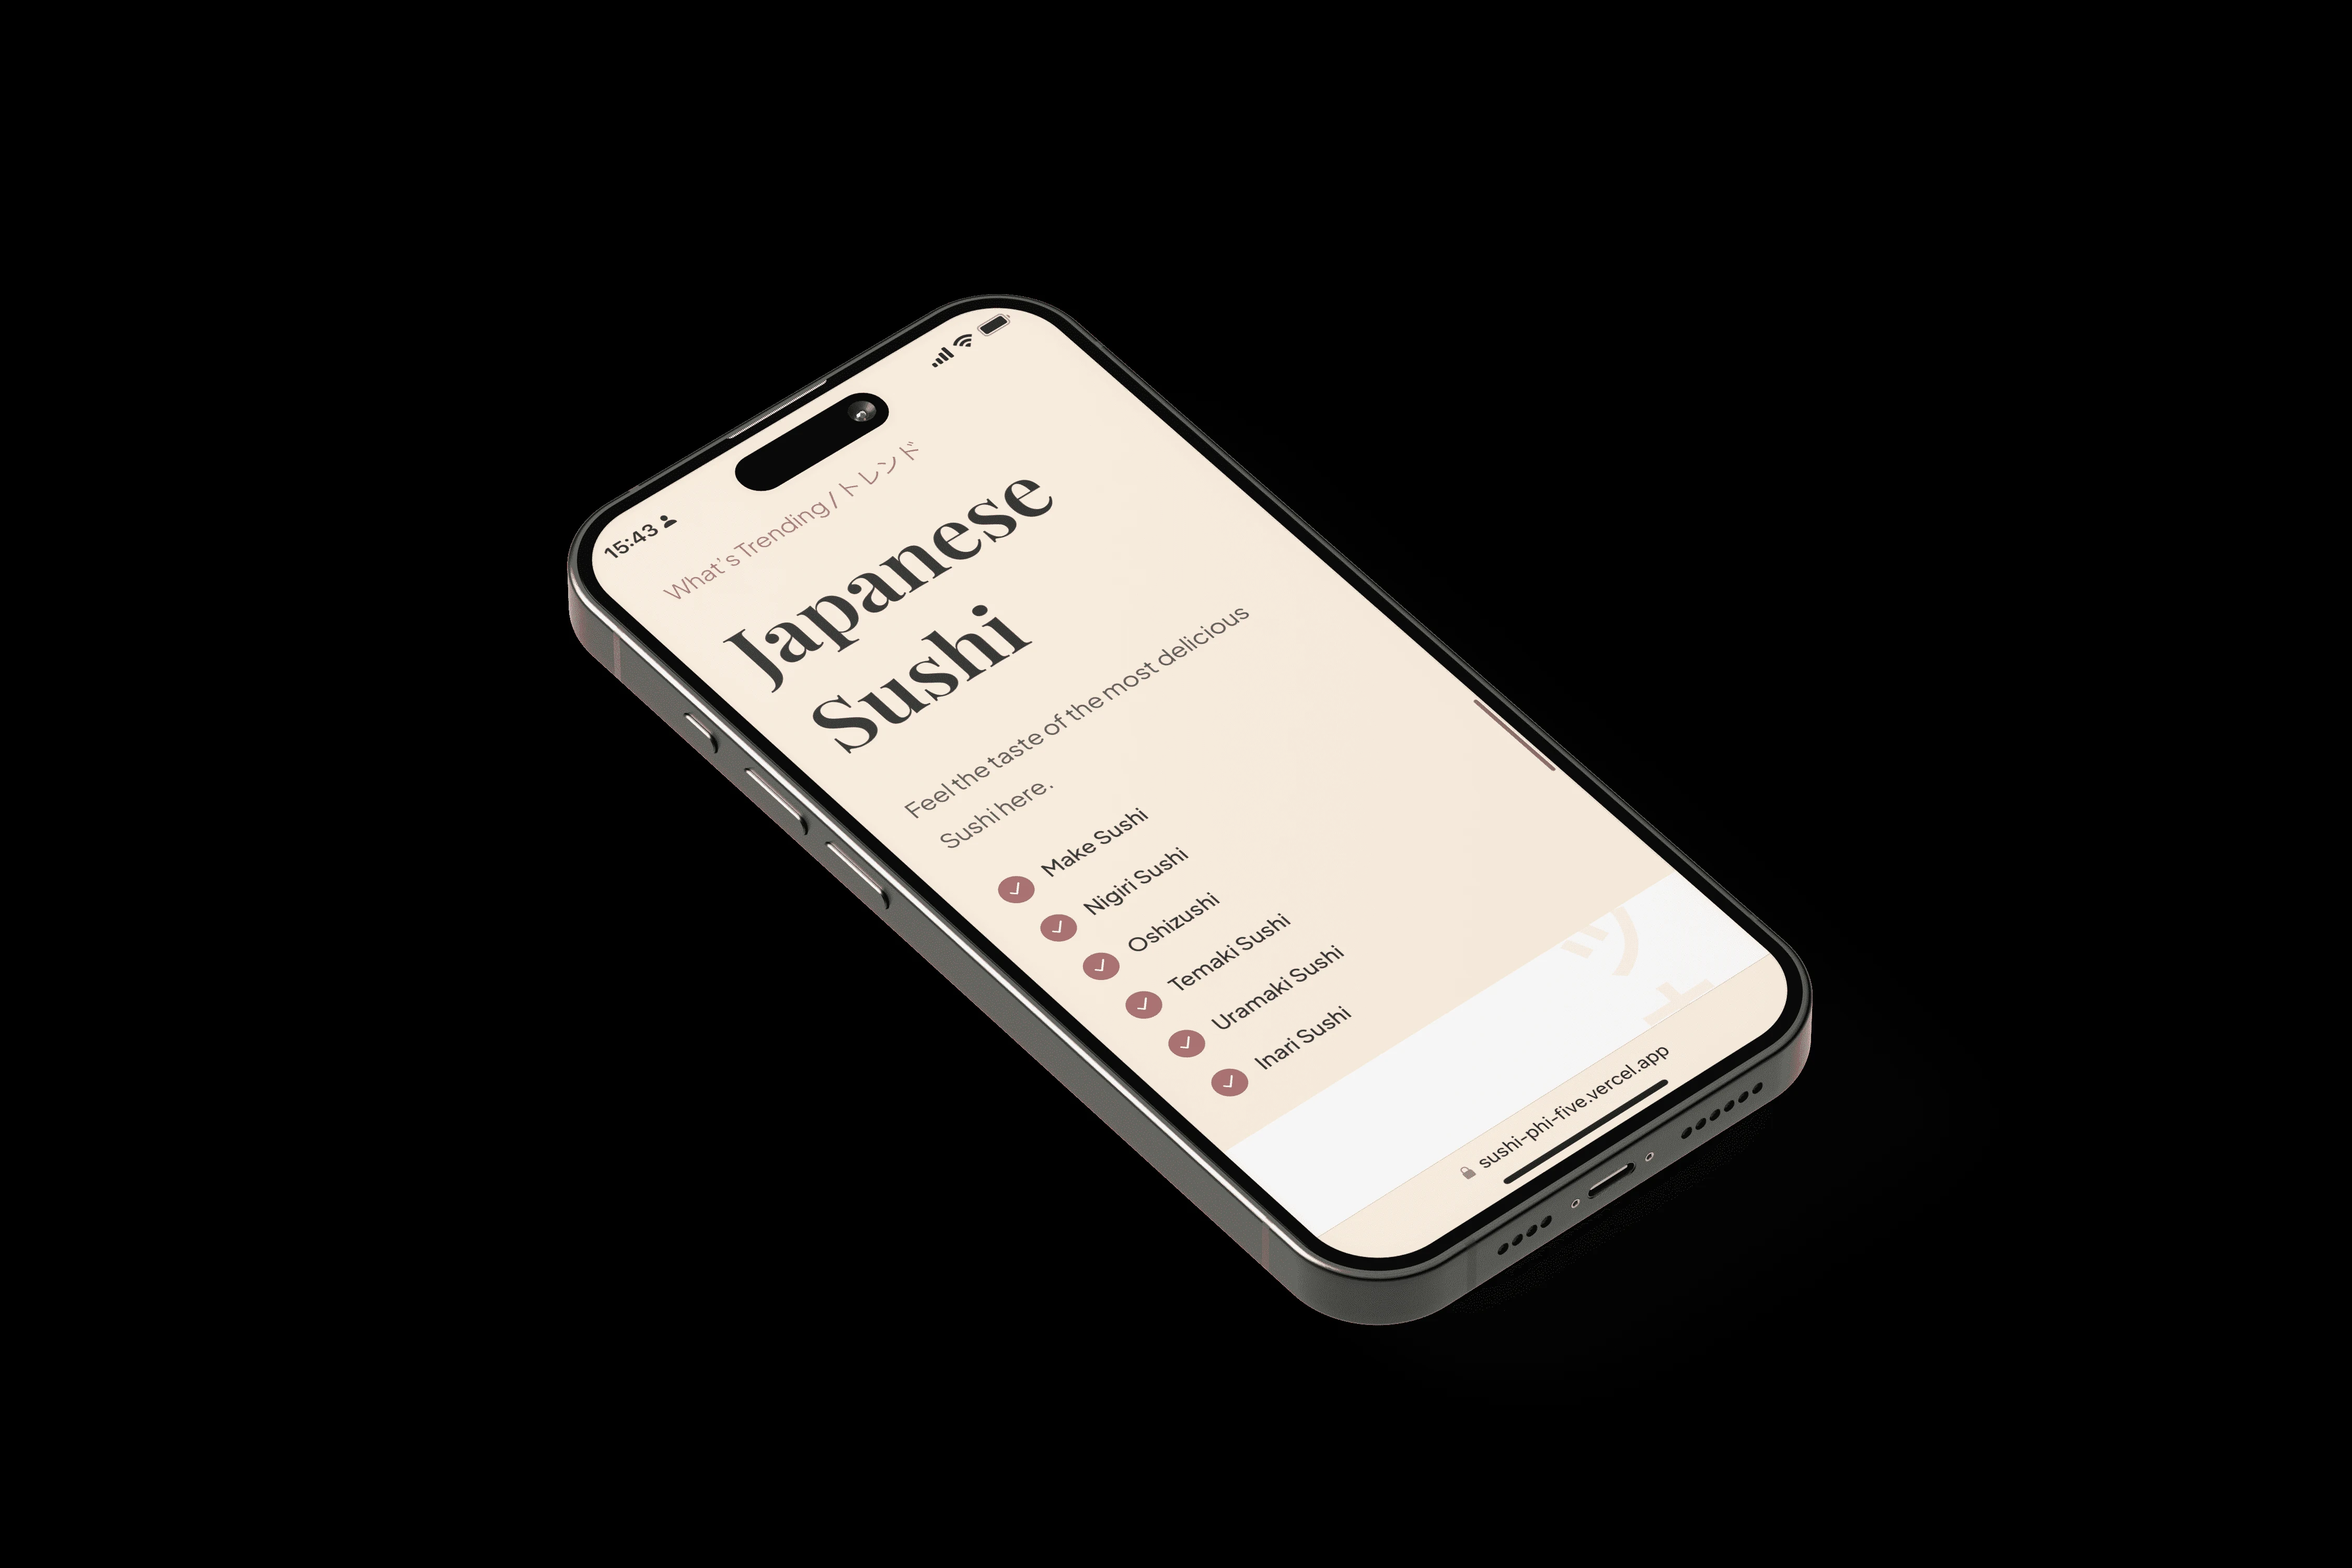 15:43
What's Trending / トレンド
Japanese
Sushi
Feel the taste of the most delicious
Sushi here.
Make Sushi
Nigiri Sushi
Oshizushi
Temaki Sushi
Uramaki Sushi
Inari Sushi
sushi-phi-five.vercel.app